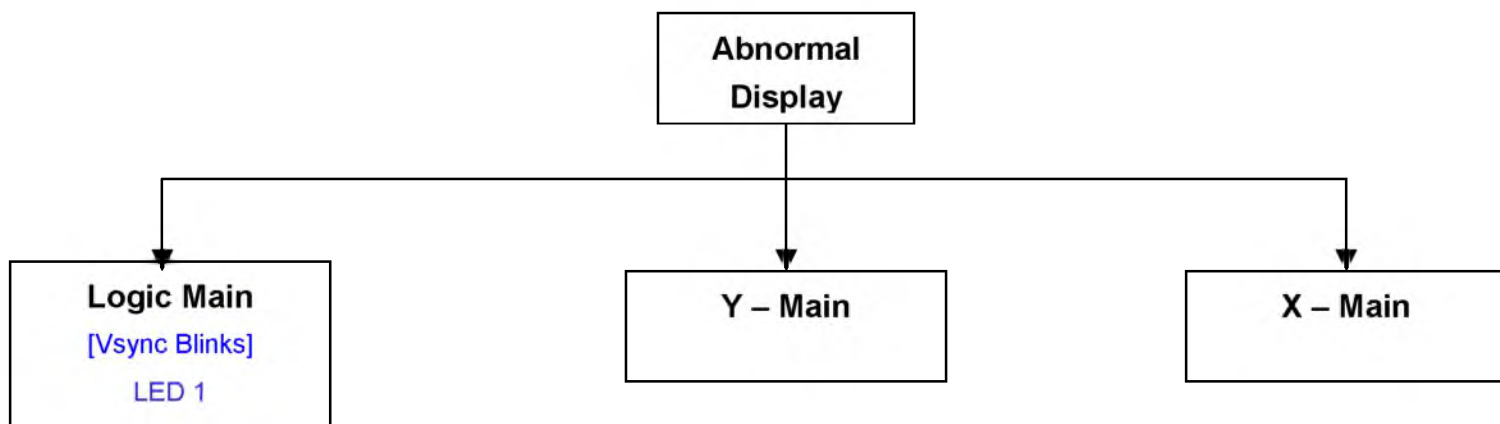 Abnormal
Display
Logic Main
[Vsync Blinks]
LED 1
Y – Main
X – Main